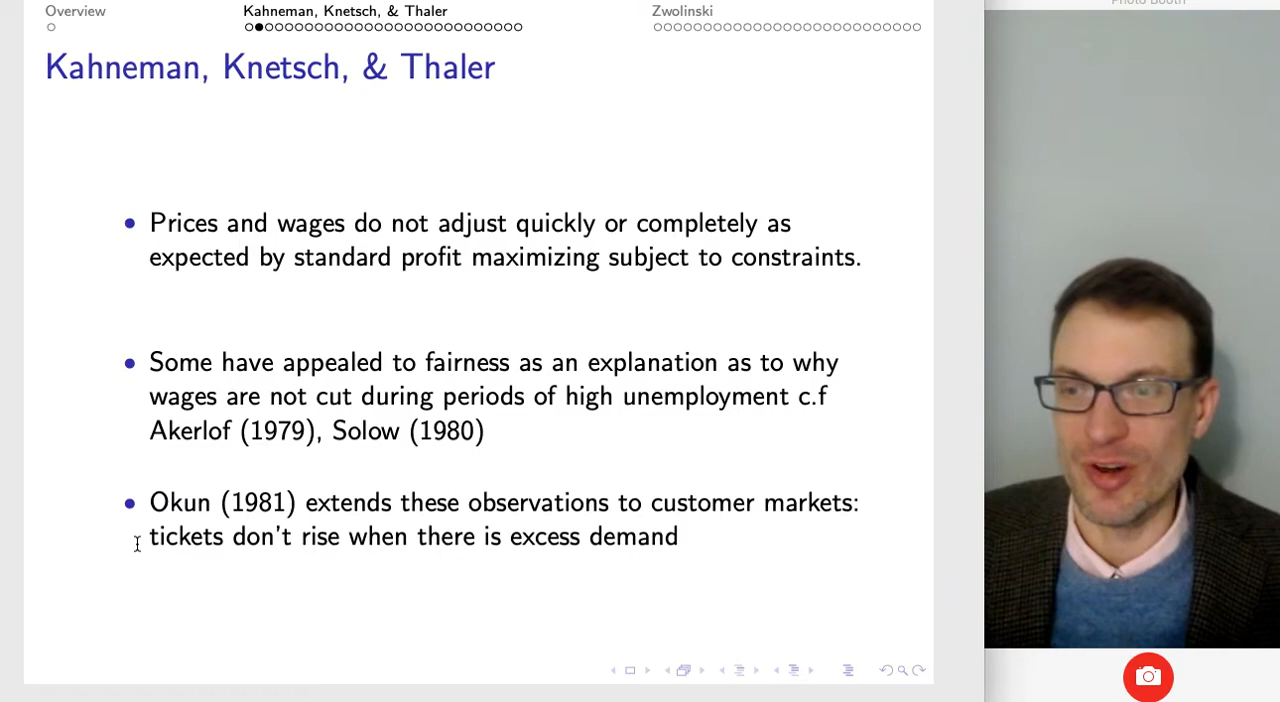 Overview
Kahneman, Knetsch, & Thaler
Zwolinski
Photo Booth
Kahneman, Knetsch, & Thaler
Prices and wages do not adjust quickly or completely as
expected by standard profit maximizing subject to constraints.
Some have appealed to fairness as an explanation as to why
wages are not cut during periods of high unemployment c.f
Akerlof (1979), Solow (1980)
Okun (1981) extends these observations to customer markets:
tickets don't rise when there is excess demand